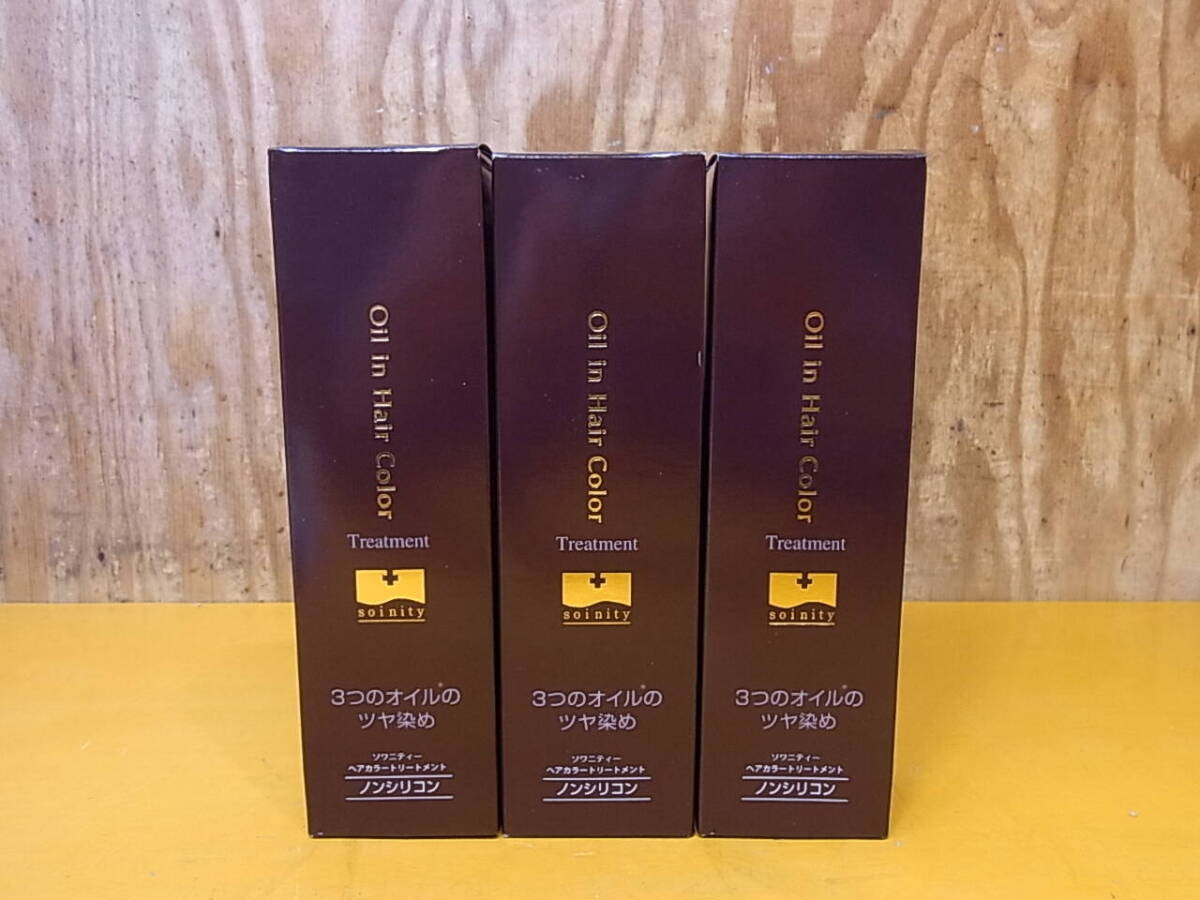 Oil in Hair Color
Treatment
soinity
3つのオイル*の
ツヤ染め
ソワニティー
ヘアカラートリートメント
ノンシリコン
Oil in Hair Color
Treatment
soinity
3つのオイル*の
ツヤ染め
ソワニティー
ヘアカラートリートメント
ノンシリコン
Oil in Hair Color
Treatment
soinity
3つのオイル*の
ツヤ染め
ソワニティー
ヘアカラートリートメント
ノンシリコン